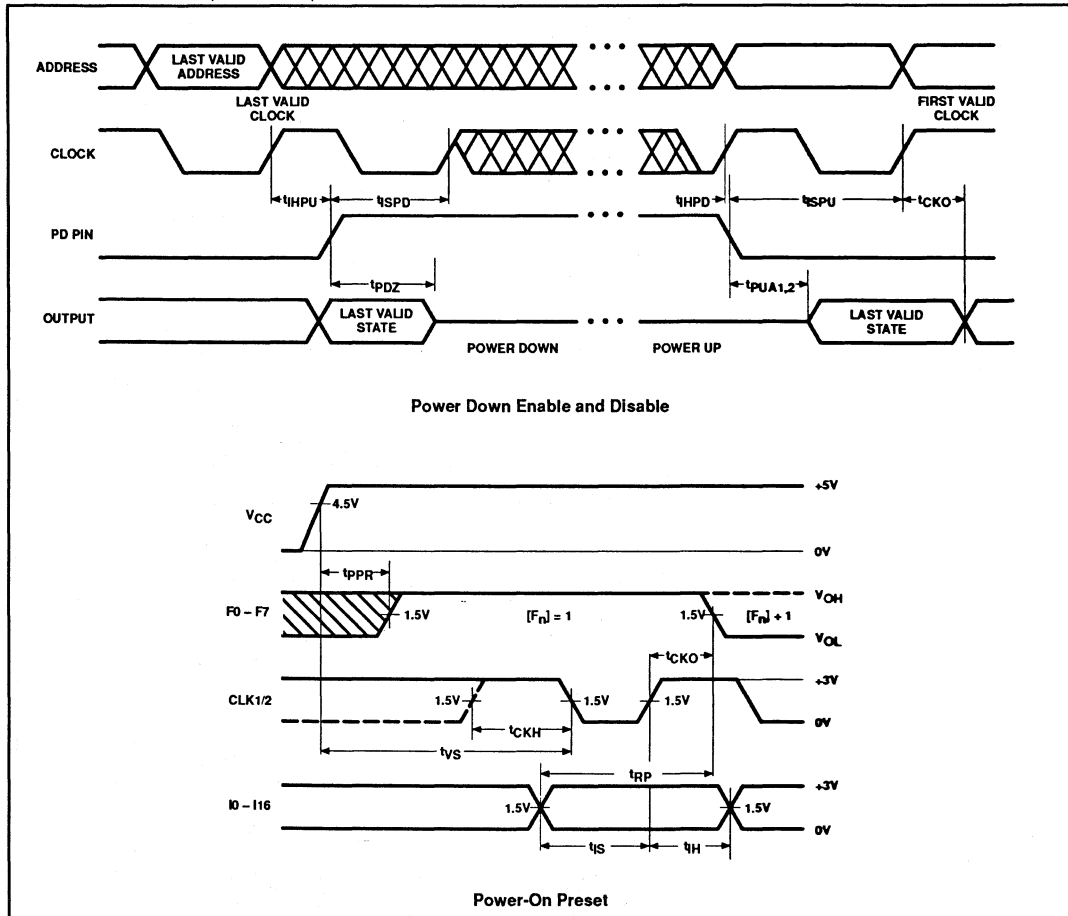 ADDRESS
LAST VALID
ADDRESS
LAST VALID
CLOCK
FIRST VALID
CLOCK
CLOCK
tIHPU
tISPD
tIHPD
tISPU
tCKO
PD PIN
tPDZ
tPUA1,2
OUTPUT
LAST VALID
STATE
POWER DOWN
POWER UP
LAST VALID
STATE
Power Down Enable and Disable
VCC
4.5V
+5V
0V
tPPR
F0 – F7
1.5V
[Fn] = 1
1.5V
[Fn] + 1
VOH
VOL
tCKO
CLK1/2
1.5V
1.5V
1.5V
+3V
0V
tCKH
tVS
tRP
I0 – I16
1.5V
1.5V
+3V
0V
tIS
tIH
Power-On Preset